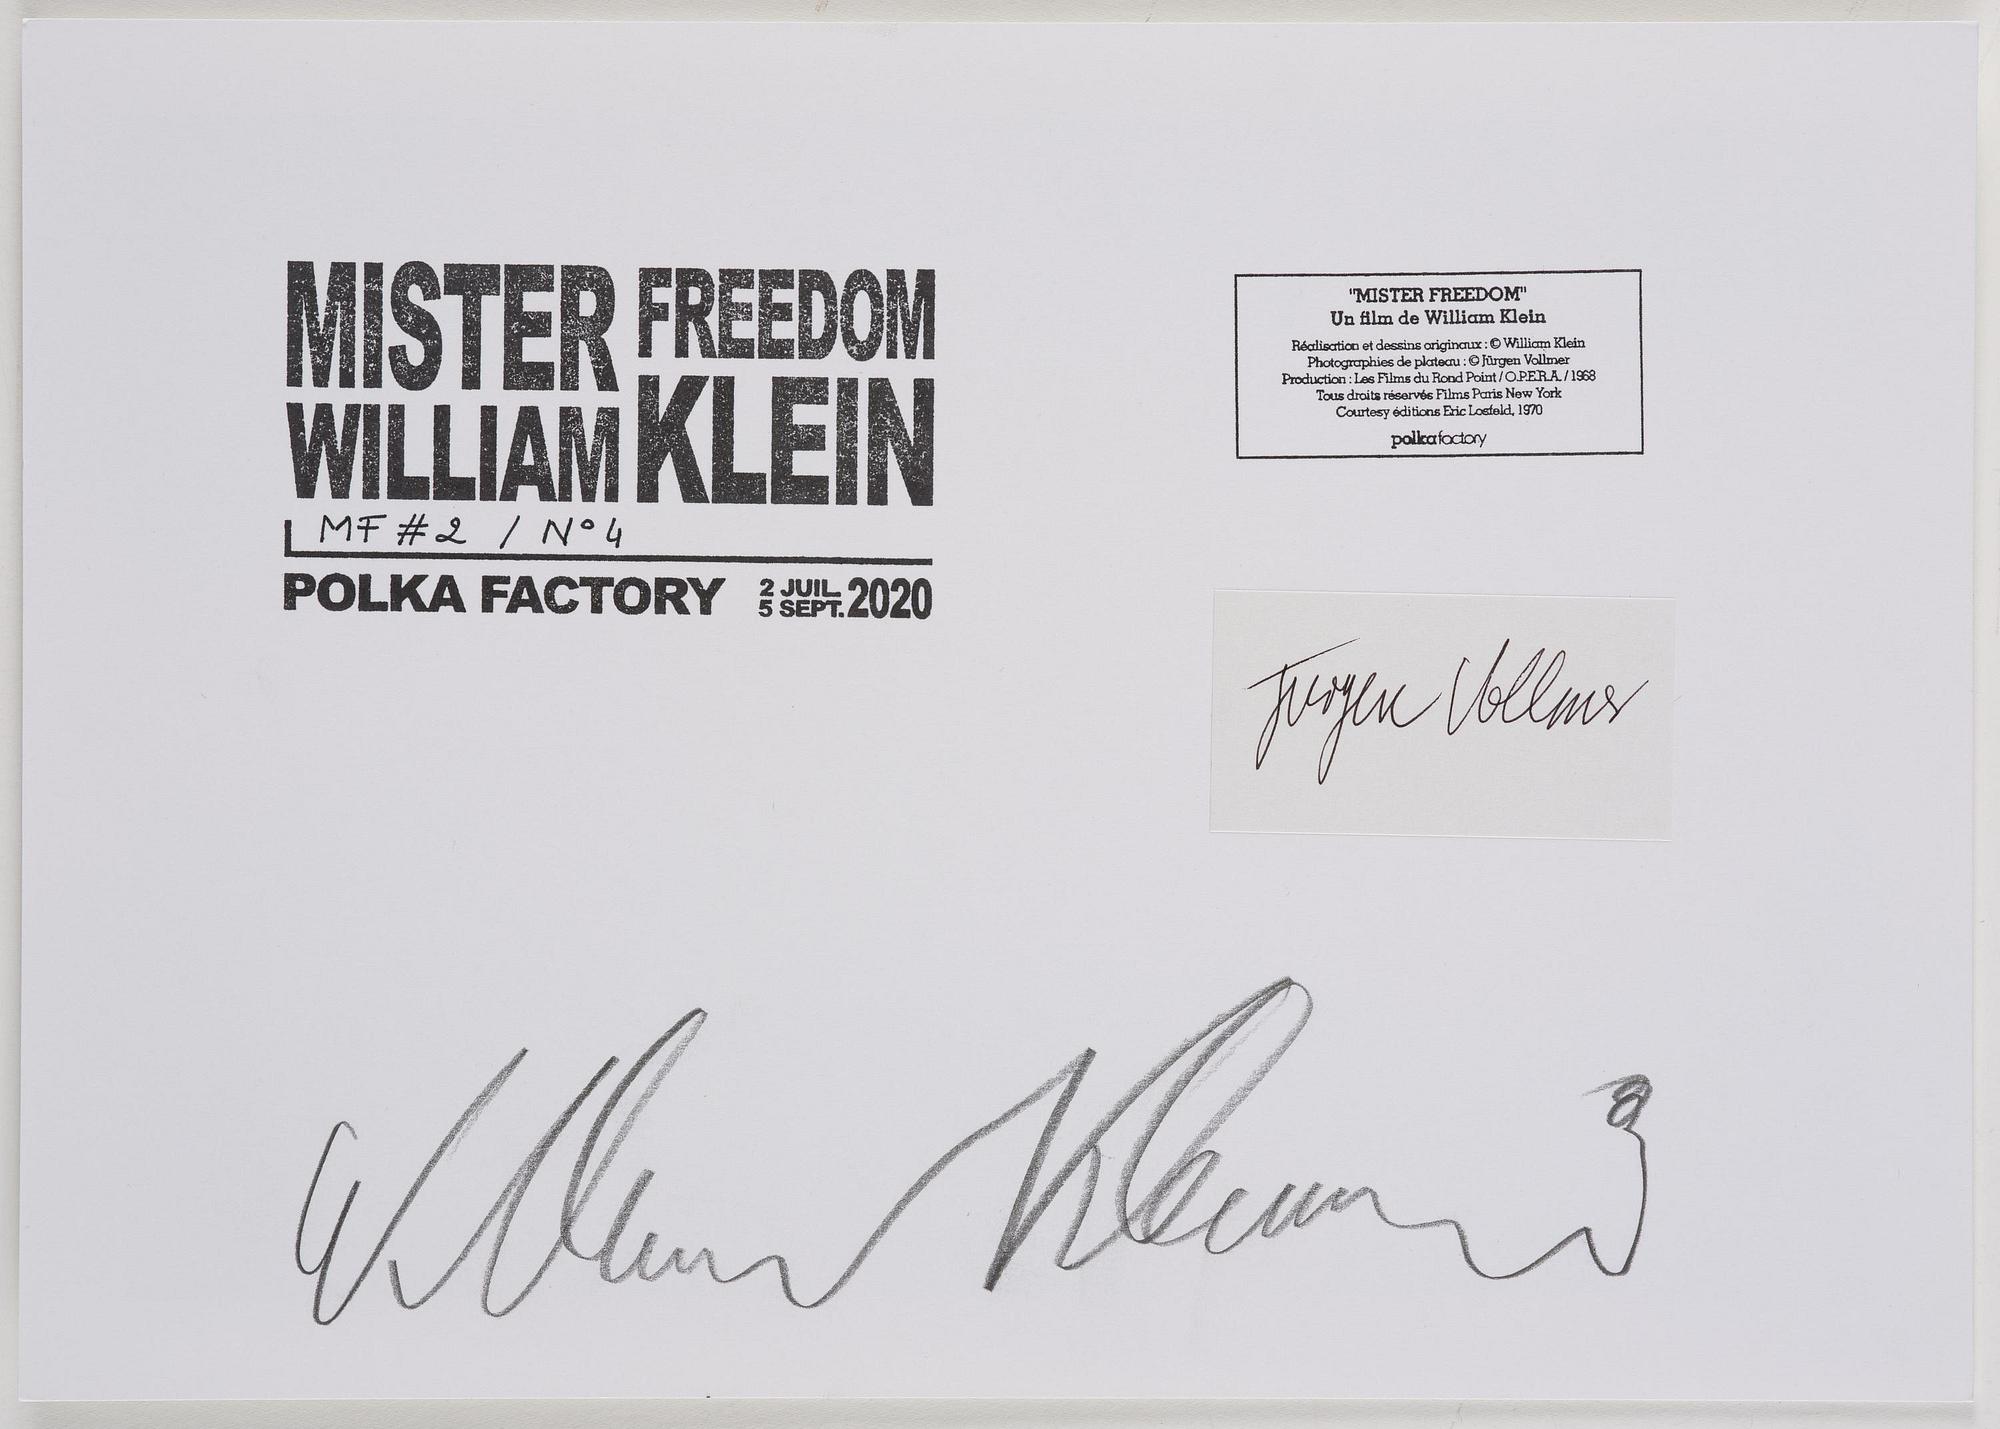 MISTER FREEDOM
WILLIAM KLEIN
MF #2 / N° 4
POLKA FACTORY 2 JUIL. 5 SEPT. 2020
"MISTER FREEDOM"
Un film de William Klein
Réalisation et dessins originaux : © William Klein
Photographies de plateau : © Jürgen Vollmer
Production : Les Films du Rond Point / O.P.E.R.A. / 1968
Tous droits réservés Films Paris New York
Courtesy éditions Eric Losfeld, 1970
polkafactory
Jürgen Vollmer
William Klein